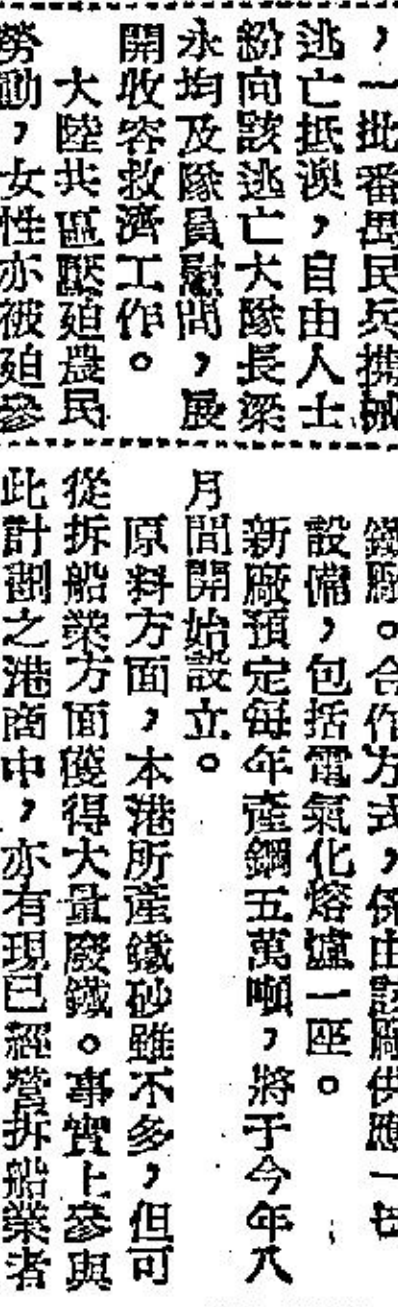 ，一批番禺民兵携械
逃亡抵澳，自由人士
紛向該逃亡大隊長梁
永均及隊員慰問，展
開收容救濟工作。
大陸共區壓廹農民
勞動，女性亦被廹參
鐵廠。合作方式，係由該廠供應一切
設備，包括電氣化熔爐一座。
新廠預定每年產鋼五萬噸，將于今年八
月間開始設立。
原料方面，本港所產鐵砂雖不多，但可
從拆船業方面獲得大量廢鐵。事實上參與
此計劃之港商中，亦有現已經營拆船業者